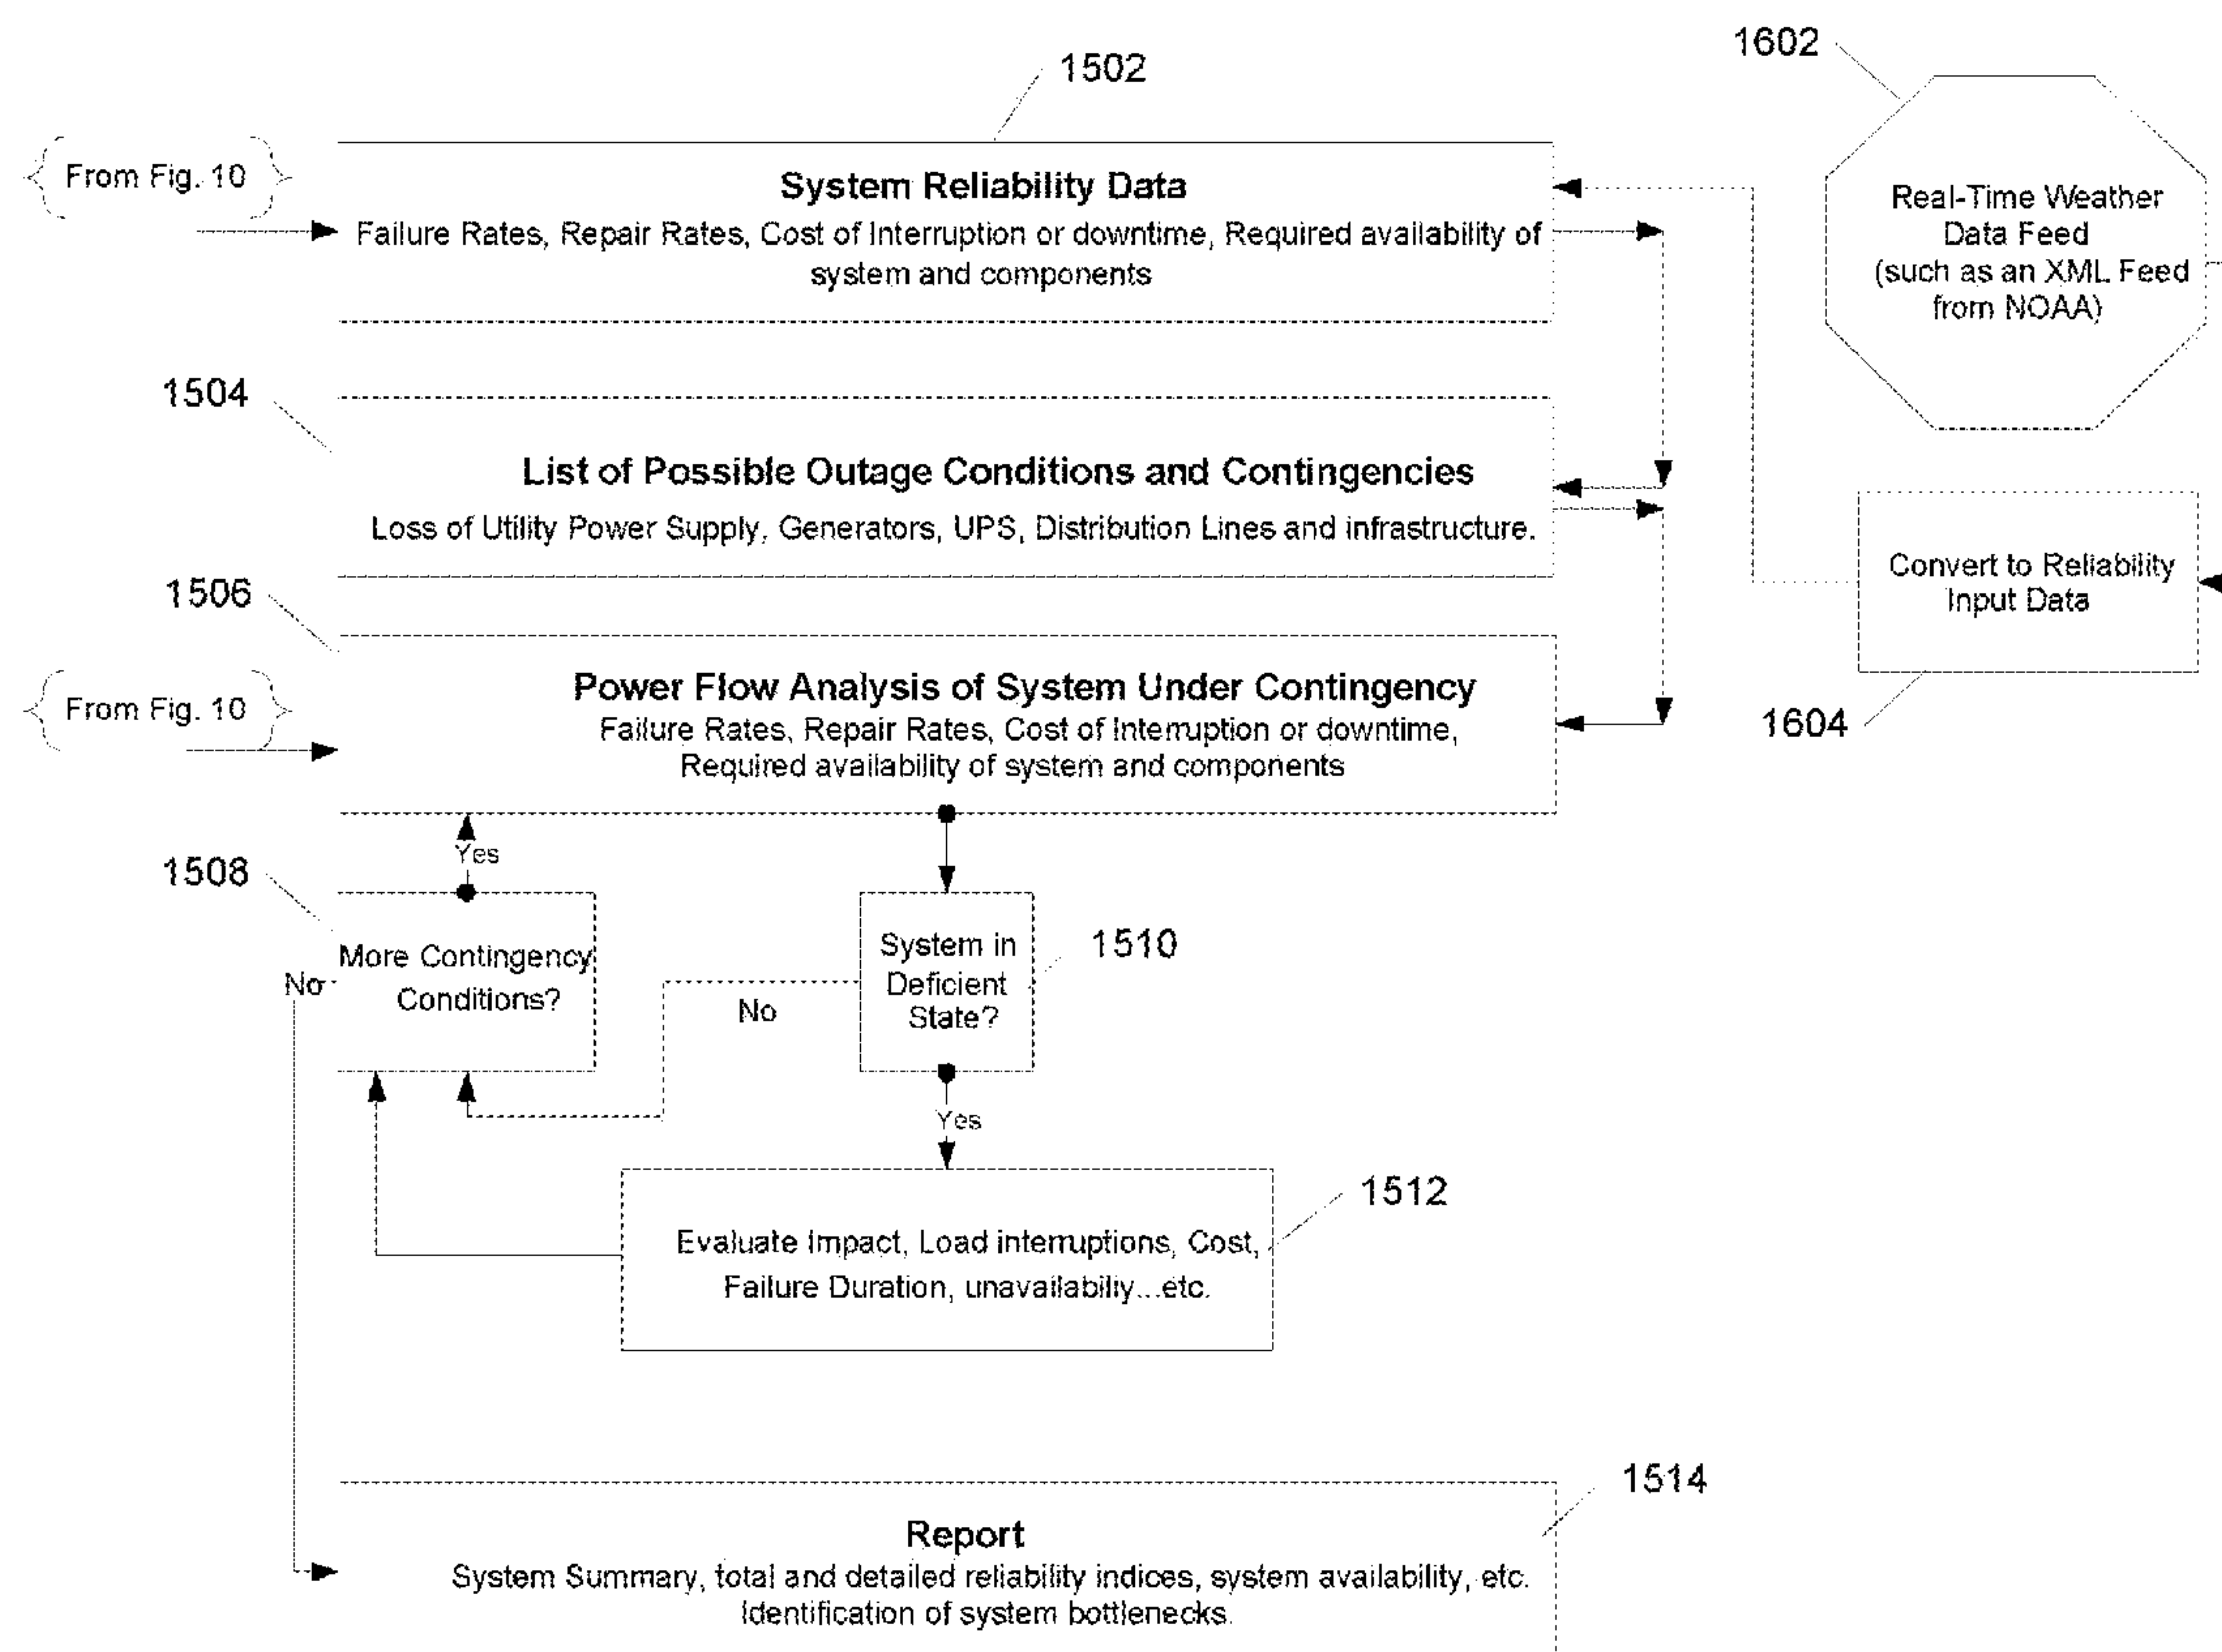 1602
1502
From Fig. 10
System Reliability Data
Failure Rates, Repair Rates, Cost of Interruption or downtime, Required availability of
system and components
Real-Time Weather
Data Feed
(such as an XML Feed
from NOAA)
1504
List of Possible Outage Conditions and Contingencies
Loss of Utility Power Supply, Generators, UPS, Distribution Lines and infrastructure.
Convert to Reliability
Input Data
1506
1604
From Fig. 10
Power Flow Analysis of System Under Contingency
Failure Rates, Repair Rates, Cost of Interruption or downtime,
Required availability of system and components
Yes
1508
More Contingency
Conditions?
No
System in
Deficient
State?
1510
No
Yes
1512
Evaluate Impact, Load interruptions, Cost,
Failure Duration, unavailabiliy...etc.
1514
Report
System Summary, total and detailed reliability indices, system availability, etc.
Identification of system bottlenecks.